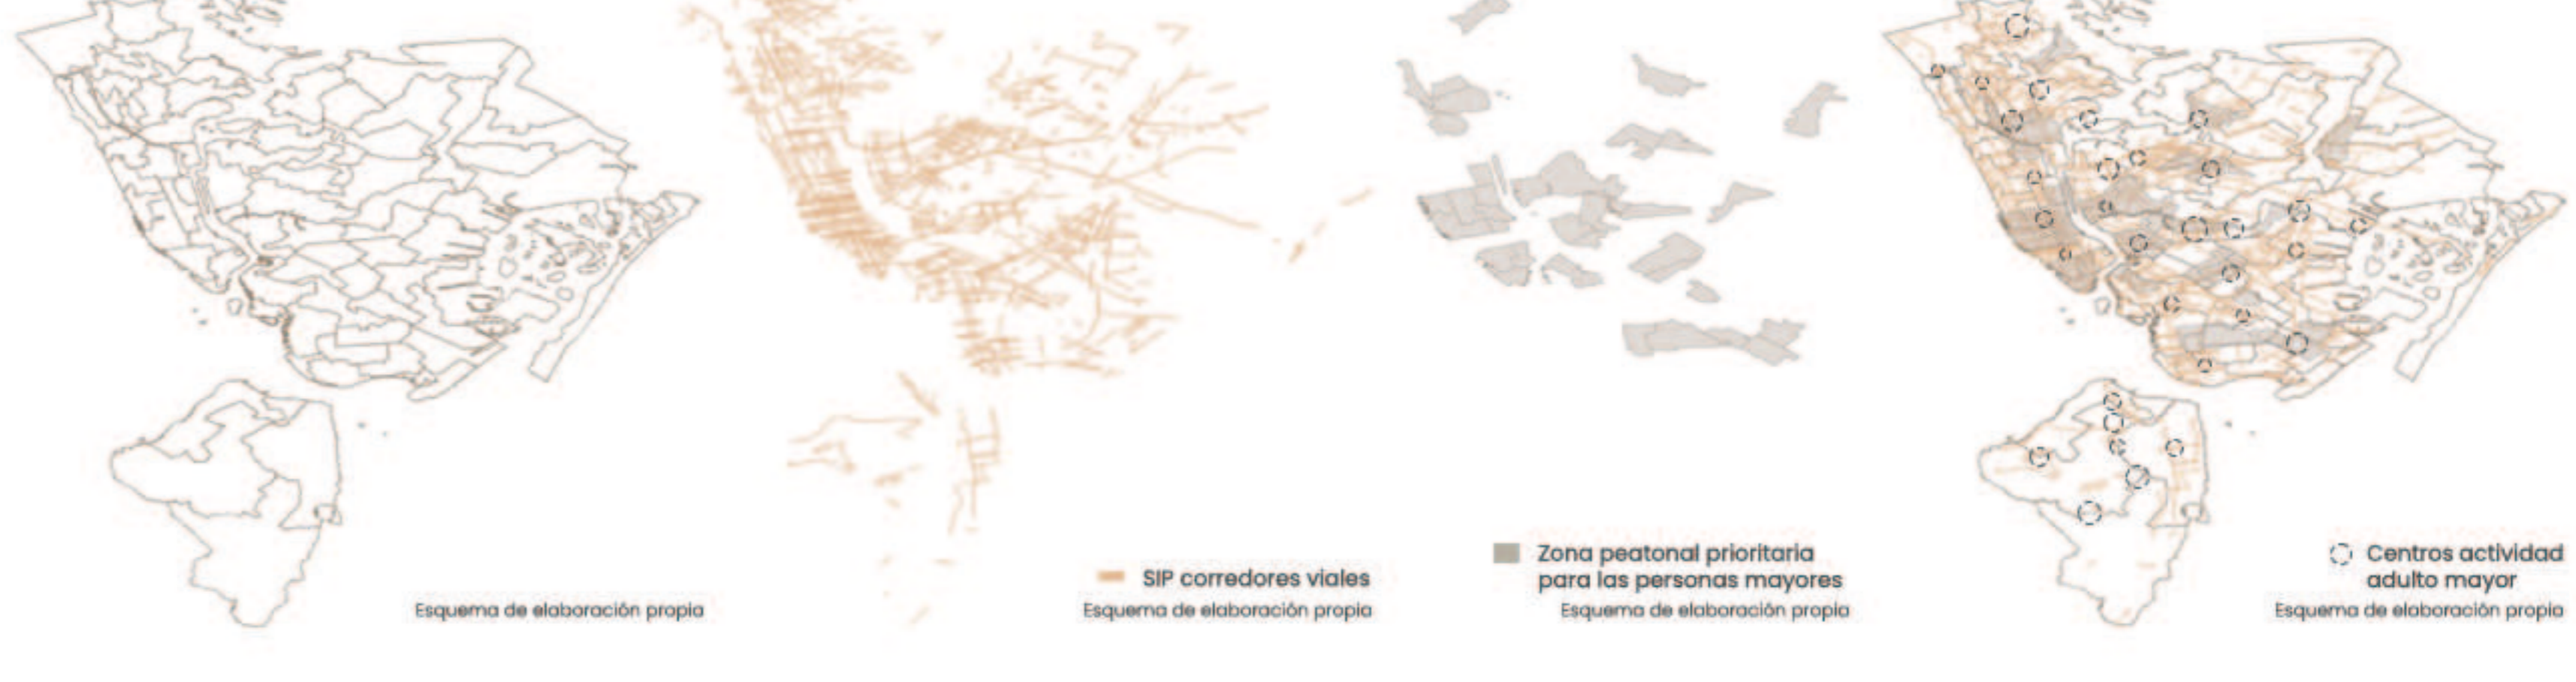 Esquema de elaboración propia
SIP corredores viales
Esquema de elaboración propia
Zona peatonal prioritaria
para las personas mayores
Esquema de elaboración propia
Centros actividad
adulto mayor
Esquema de elaboración propia